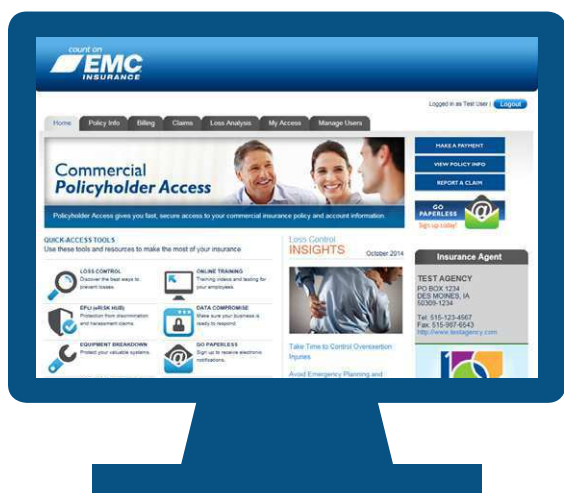 count on
EMC
INSURANCE
Logged in as Test User | Logout
Home Policy Info Billing Claims Loss Analysis My Access Manage Users
Commercial
Policyholder Access
Policyholder Access gives you fast, secure access to your commercial insurance policy and account information.
MAKE A PAYMENT
VIEW POLICY INFO
REPORT A CLAIM
GO
PAPERLESS
Sign up today!
QUICK-ACCESS TOOLS
Use these tools and resources to make the most of your insurance
LOSS CONTROL
Discover the best ways to
prevent losses.
ONLINE TRAINING
Training videos and testing for
your employees.
EPLI (eRISK HUB)
Protection from discrimination
and harassment claims.
DATA COMPROMISE
Make sure your business is
ready to respond.
EQUIPMENT BREAKDOWN
Protect your valuable systems
GO PAPERLESS
Sign up to receive electronic
notifications.
Loss Control
INSIGHTS
October 2014
Take Time to Control Overexertion
Injuries
Avoid Emergency Planning and
Insurance Agent
TEST AGENCY
PO BOX 1234
DES MOINES, IA
50309-1234
Tel: 515-123-4567
Fax: 515-987-6543
http://www.testagency.com